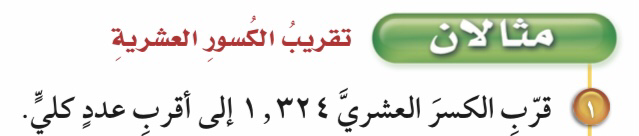 مثالان تقريبُ الكُسورِ العشريةِ
١ قرّبِ الكسرَ العشريَّ ١,٣٢٤ إلى أقربِ عددٍ كليٍّ.